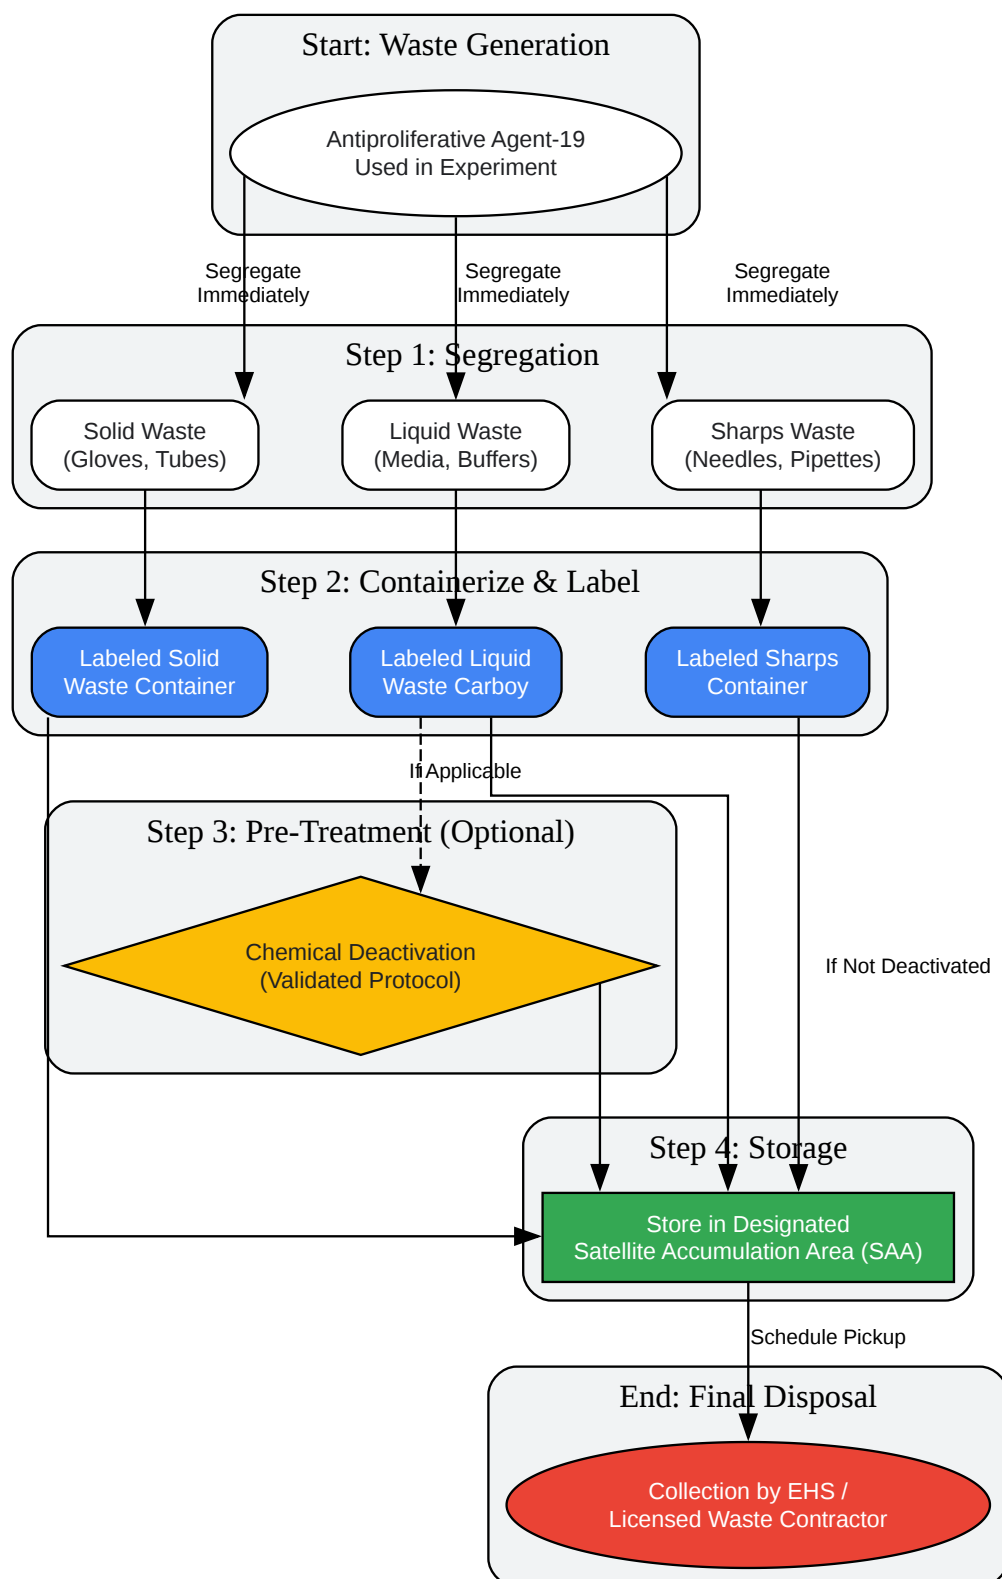 Start: Waste Generation
Antiproliferative Agent-19
Used in Experiment
Segregate
Immediately
Segregate
Immediately
Segregate
Immediately
Step 1: Segregation
Solid Waste
(Gloves, Tubes)
Liquid Waste
(Media, Buffers)
Sharps Waste
(Needles, Pipettes)
Step 2: Containerize & Label
Labeled Solid
Waste Container
Labeled Liquid
Waste Carboy
Labeled Sharps
Container
If Applicable
Step 3: Pre-Treatment (Optional)
Chemical Deactivation
(Validated Protocol)
If Not Deactivated
Step 4: Storage
Store in Designated
Satellite Accumulation Area (SAA)
Schedule Pickup
End: Final Disposal
Collection by EHS /
Licensed Waste Contractor